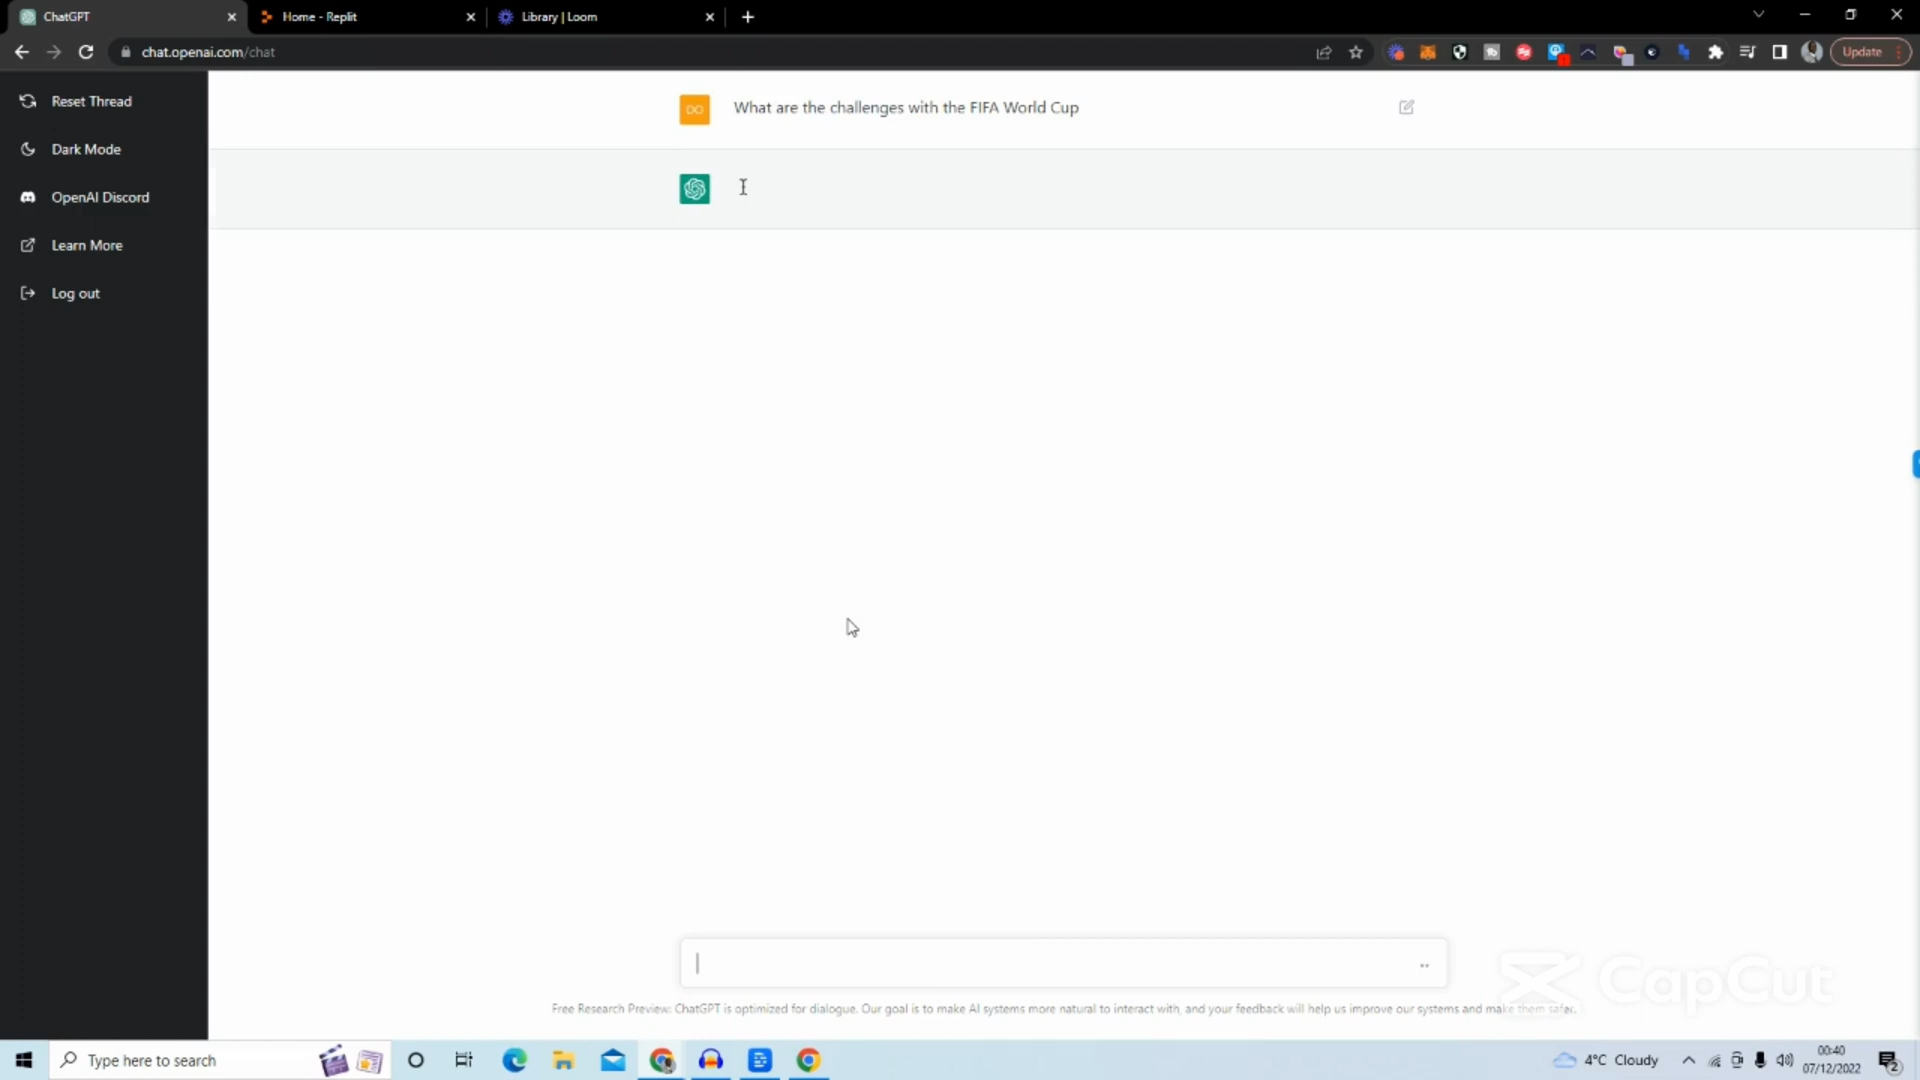 ChatGPT
Home - Replit
Library | Loom
chat.openai.com/chat
Update
Reset Thread
Dark Mode
OpenAI Discord
Learn More
Log out
DO
What are the challenges with the FIFA World Cup
Free Research Preview: ChatGPT is optimized for dialogue. Our goal is to make AI systems more natural to interact with, and your feedback will help us improve our systems and make them safer.
CapCut
Type here to search
4°C Cloudy
00:40
07/12/2022
2